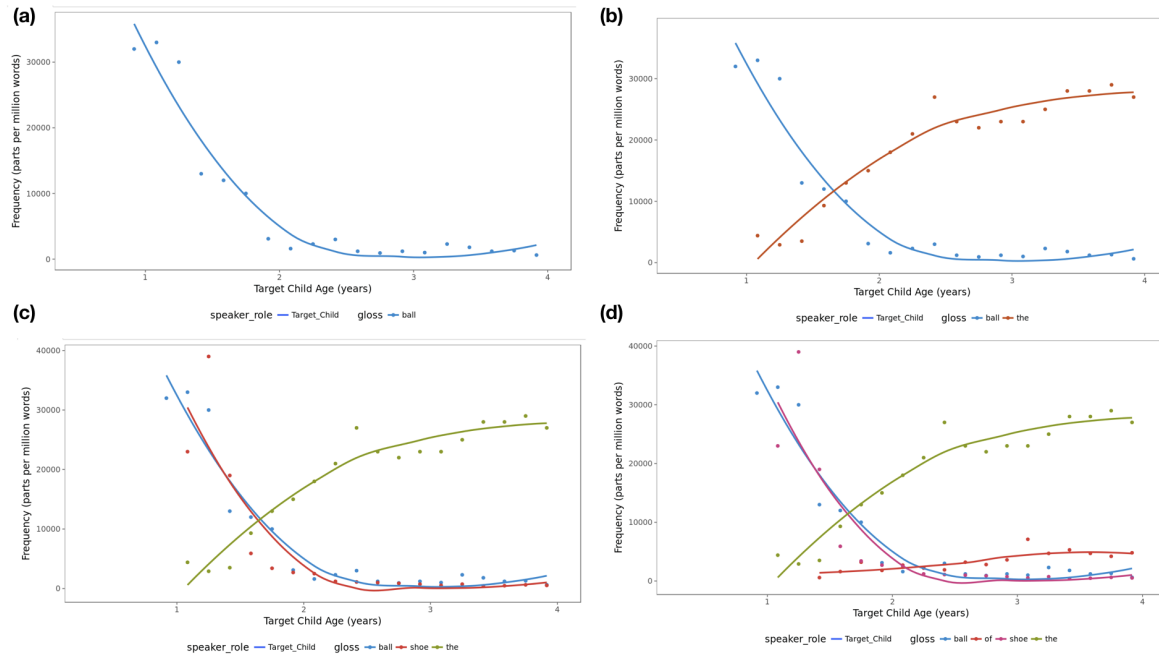 (a)
Frequency (parts per million words)
30000
20000
10000
0
1 2 3 4
Target Child Age (years)
speaker_role Target_Child gloss ball
(b)
Frequency (parts per million words)
30000
20000
10000
0
1 2 3 4
Target Child Age (years)
speaker_role Target_Child gloss ball the
(c)
Frequency (parts per million words)
40000
30000
20000
10000
0
1 2 3 4
Target Child Age (years)
speaker_role Target_Child gloss ball shoe the
(d)
Frequency (parts per million words)
40000
30000
20000
10000
0
1 2 3 4
Target Child Age (years)
speaker_role Target_Child gloss ball of shoe the